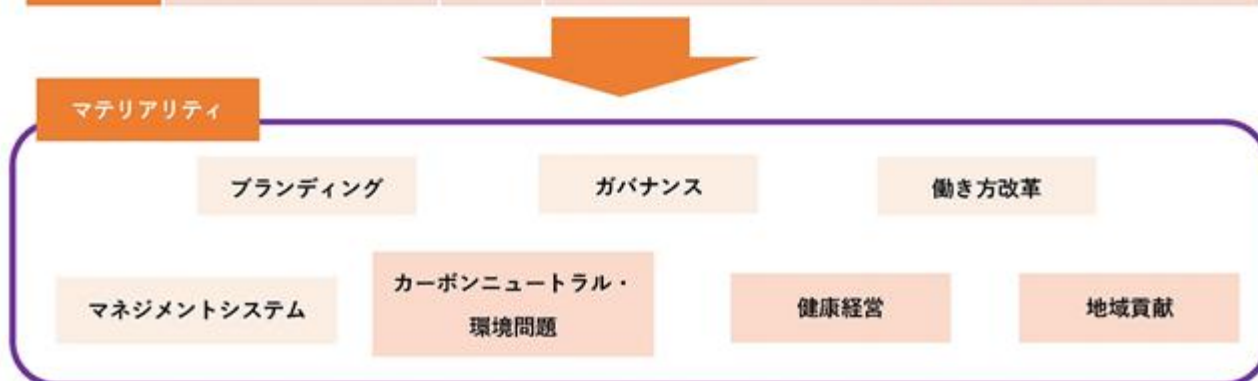 マテリアリティ
ブランディング
ガバナンス
働き方改革
マネジメントシステム
カーボンニュートラル・
環境問題
健康経営
地域貢献